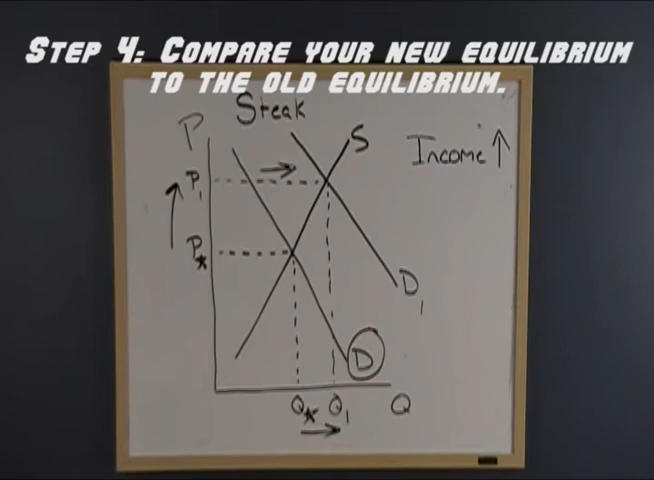 Step 4: Compare your new equilibrium
to the old equilibrium.
Steak
P
S
Income ↑
P₁
P*
D₁
D
Q* Q₁ Q